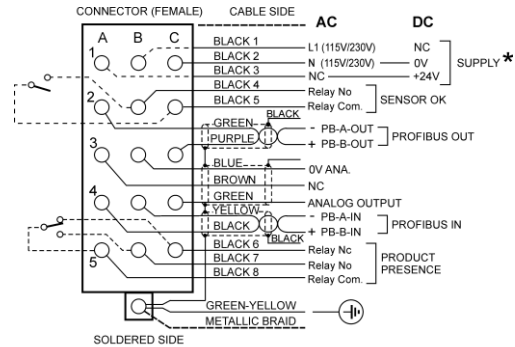 CONNECTOR (FEMALE) CABLE SIDE AC DC
A B C
1
2
3
4
5
BLACK 1 L1 (115V/230V) NC
BLACK 2 N (115V/230V) 0V SUPPLY *
BLACK 3 NC +24V
BLACK 4 Relay No
BLACK 5 Relay Com. SENSOR OK
BLACK
GREEN - PB-A-OUT PROFIBUS OUT
PURPLE + PB-B-OUT
BLUE 0V ANA.
BROWN NC
GREEN ANALOG OUTPUT
YELLOW - PB-A-IN PROFIBUS IN
BLACK + PB-B-IN
BLACK
BLACK 6 Relay Nc
BLACK 7 Relay No PRODUCT PRESENCE
BLACK 8 Relay Com.
GREEN-YELLOW
METALLIC BRAID
SOLDERED SIDE